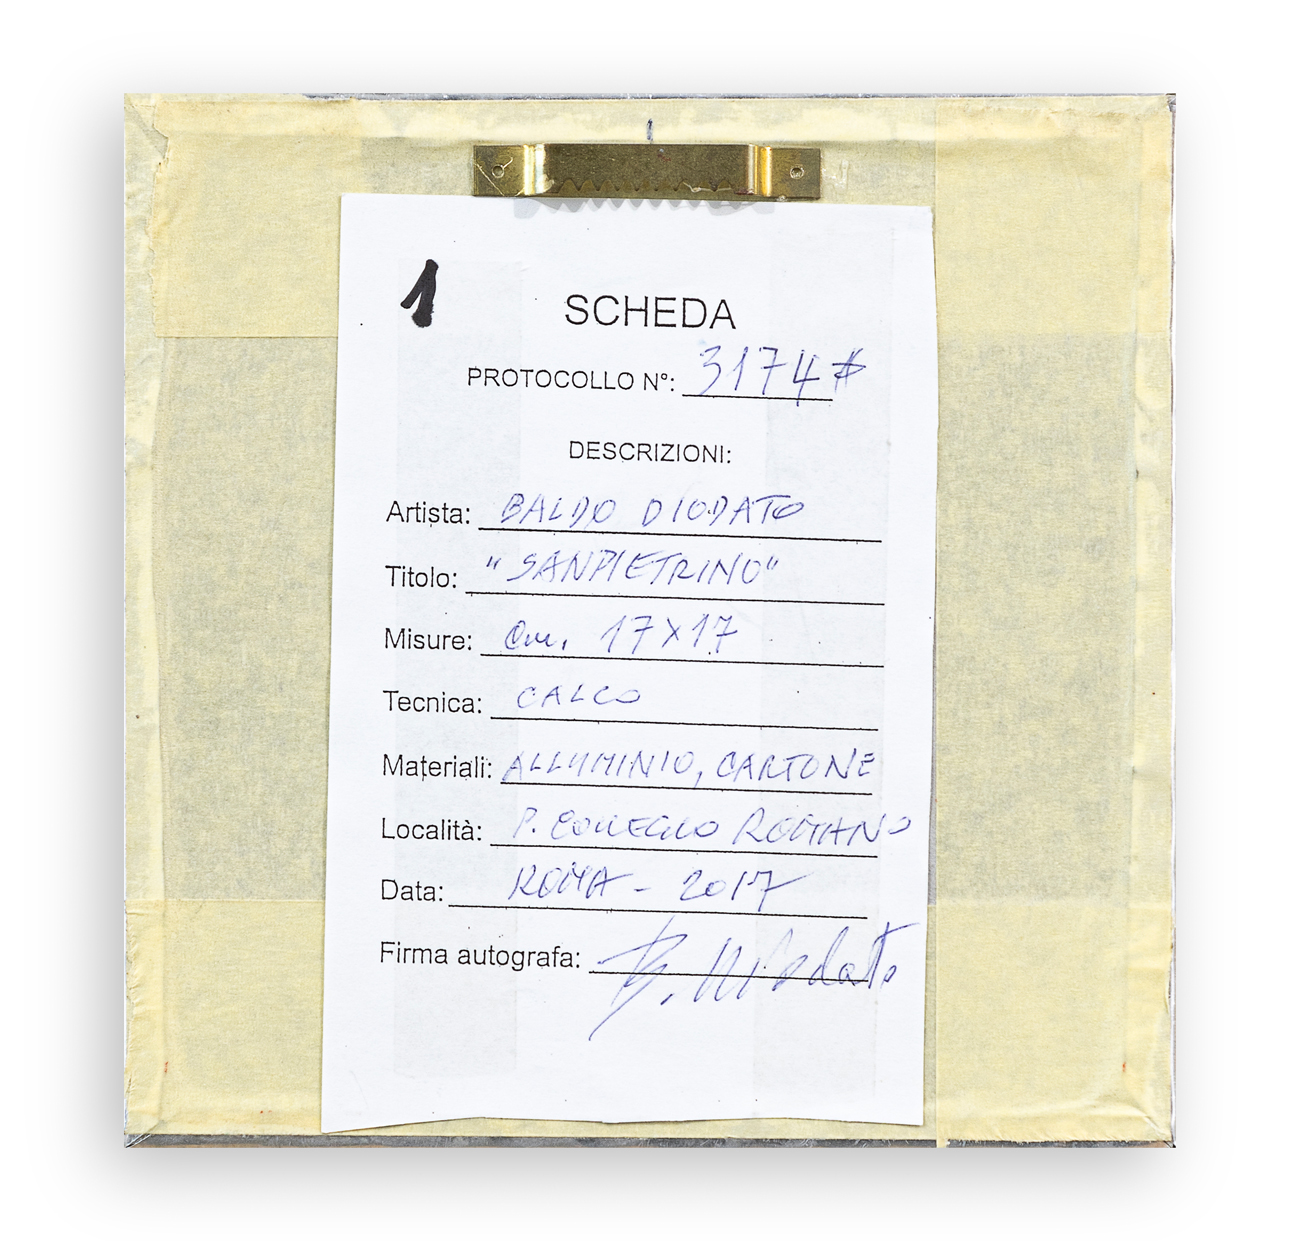 1
SCHEDA
PROTOCOLLO N°: 3174#
DESCRIZIONI:
Artista: BALDO DIODATO
Titolo: "SANPIETRINO"
Misure: Cm. 17X17
Tecnica: CALCO
Materiali: ALLUMINIO, CARTONE
Località: P. COLLEGIO ROMANO
Data: ROMA - 2017
Firma autografa: B. Diodato